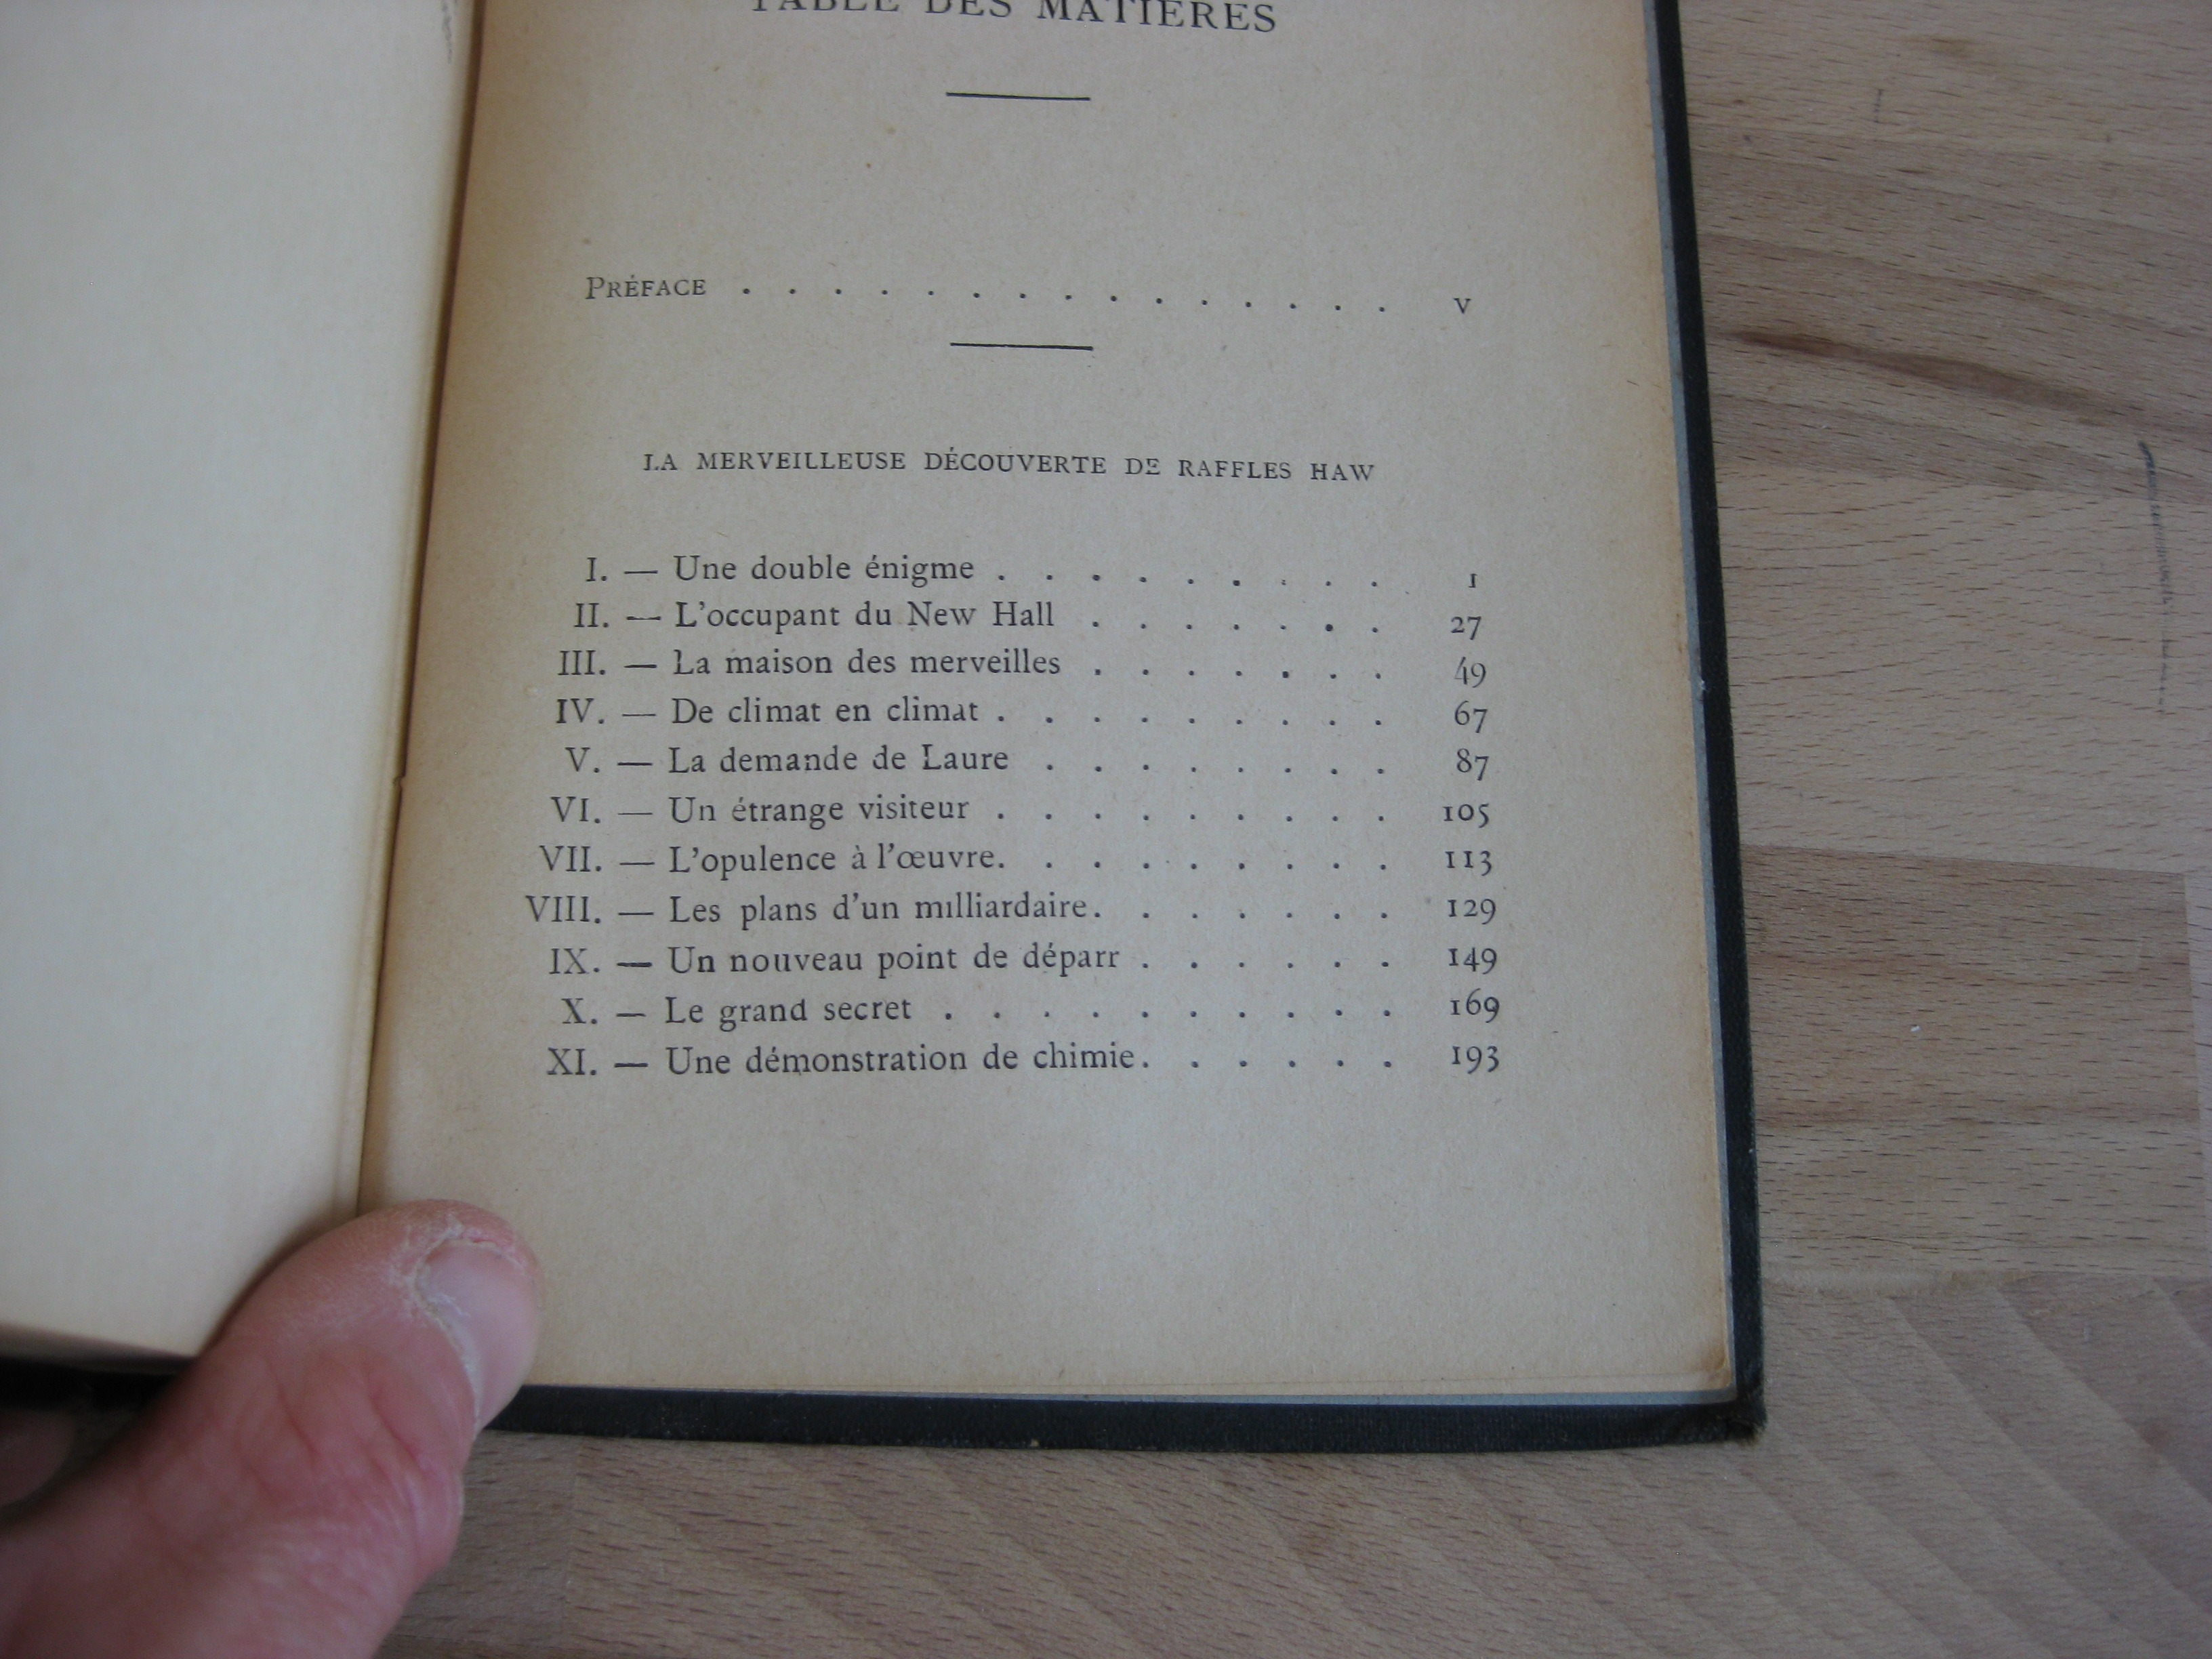 TABLE DES MATIÈRES
PRÉFACE . . . . . . . . . . . . . . . V
LA MERVEILLEUSE DÉCOUVERTE DE RAFFLES HAW
I. — Une double énigme . . . . . . . . . 1
II. — L'occupant du New Hall . . . . . . . 27
III. — La maison des merveilles . . . . . . . 49
IV. — De climat en climat . . . . . . . . . 67
V. — La demande de Laure . . . . . . . . 87
VI. — Un étrange visiteur . . . . . . . . . 105
VII. — L'opulence à l'œuvre. . . . . . . . . 113
VIII. — Les plans d'un milliardaire. . . . . . . 129
IX. — Un nouveau point de déparr . . . . . . 149
X. — Le grand secret . . . . . . . . . . 169
XI. — Une démonstration de chimie. . . . . . 193